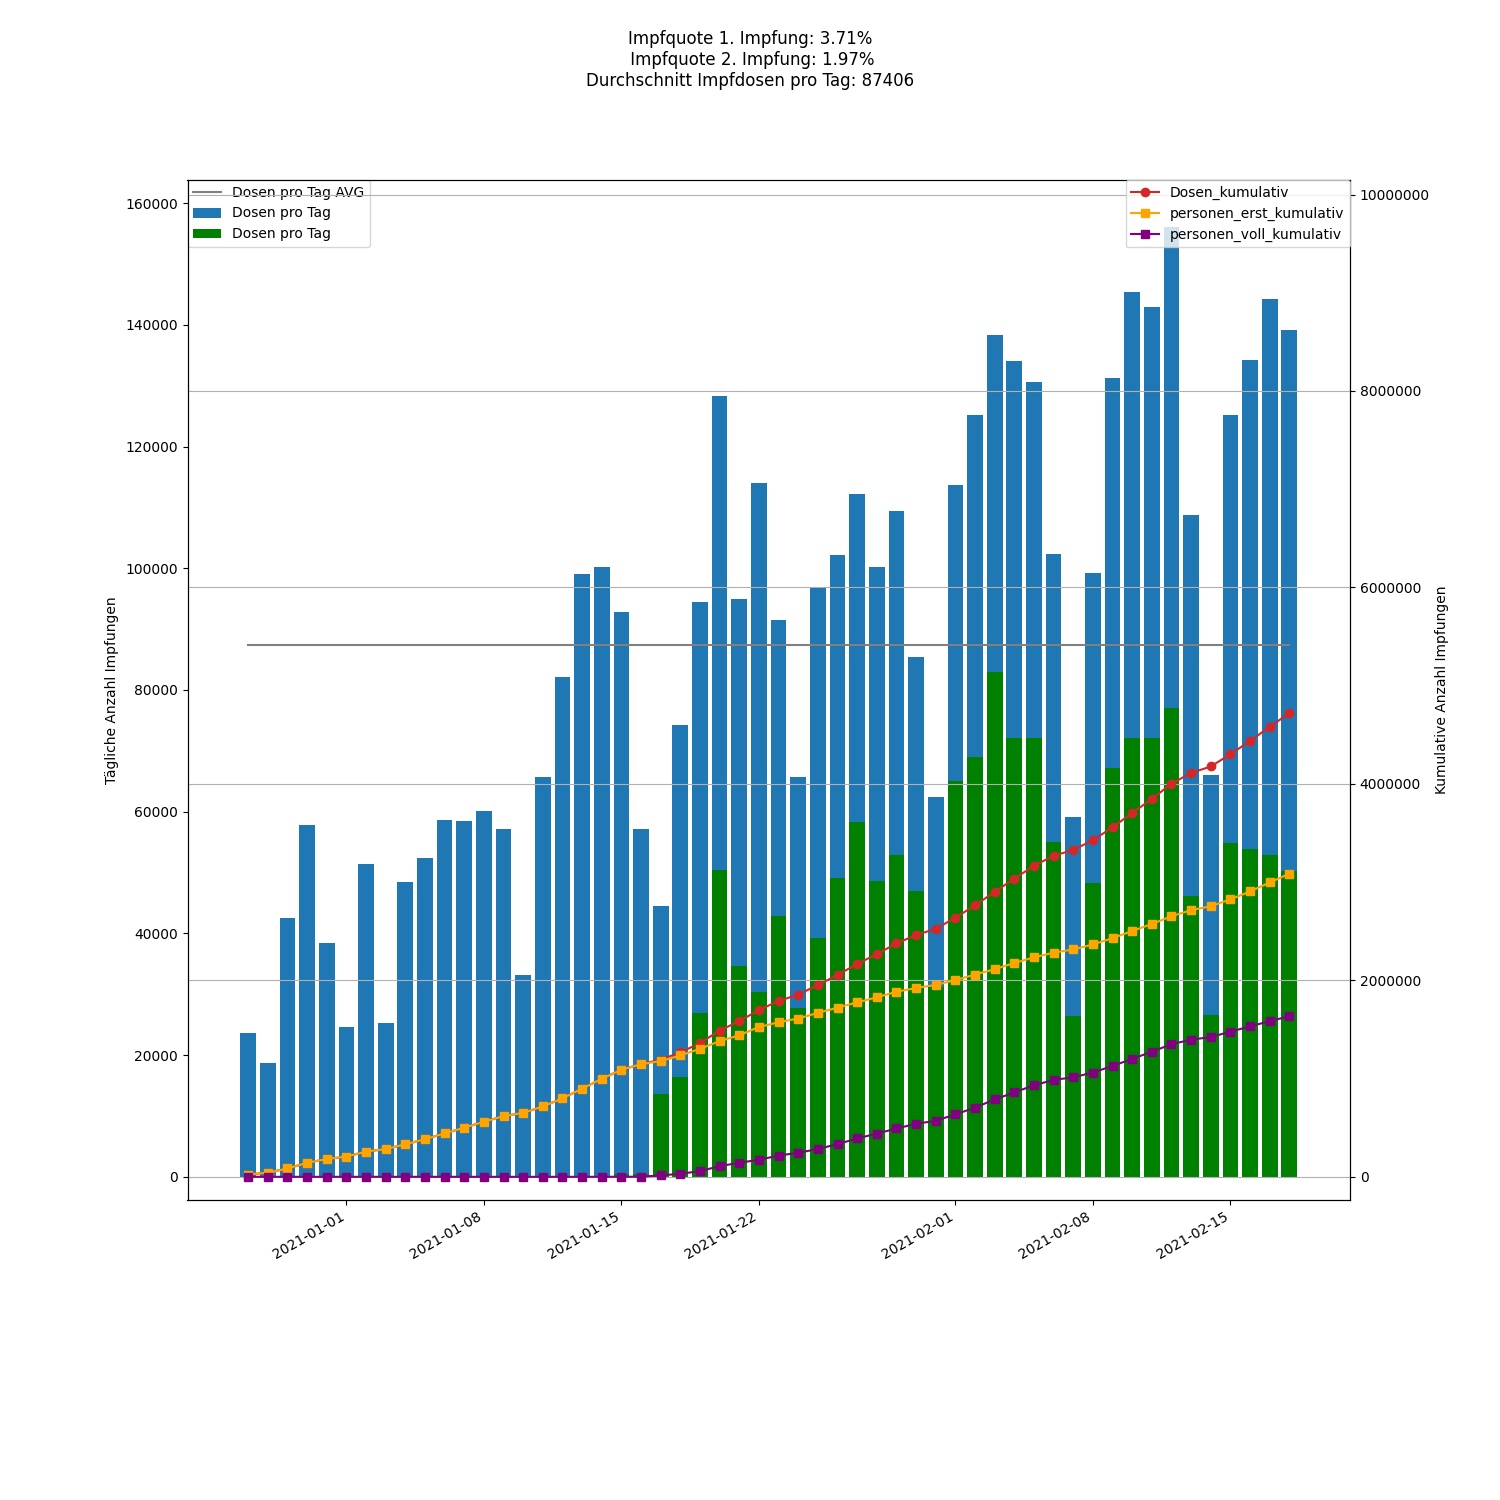 Impfquote 1. Impfung: 3.71%
Impfquote 2. Impfung: 1.97%
Durchschnitt Impfdosen pro Tag: 87406
Dosen pro Tag AVG
Dosen pro Tag
Dosen pro Tag
Dosen_kumulativ
personen_erst_kumulativ
personen_voll_kumulativ
160000
140000
120000
100000
80000
60000
40000
20000
0
Tägliche Anzahl Impfungen
10000000
8000000
6000000
4000000
2000000
0
Kumulative Anzahl Impfungen
2021-01-01
2021-01-08
2021-01-15
2021-01-22
2021-02-01
2021-02-08
2021-02-15